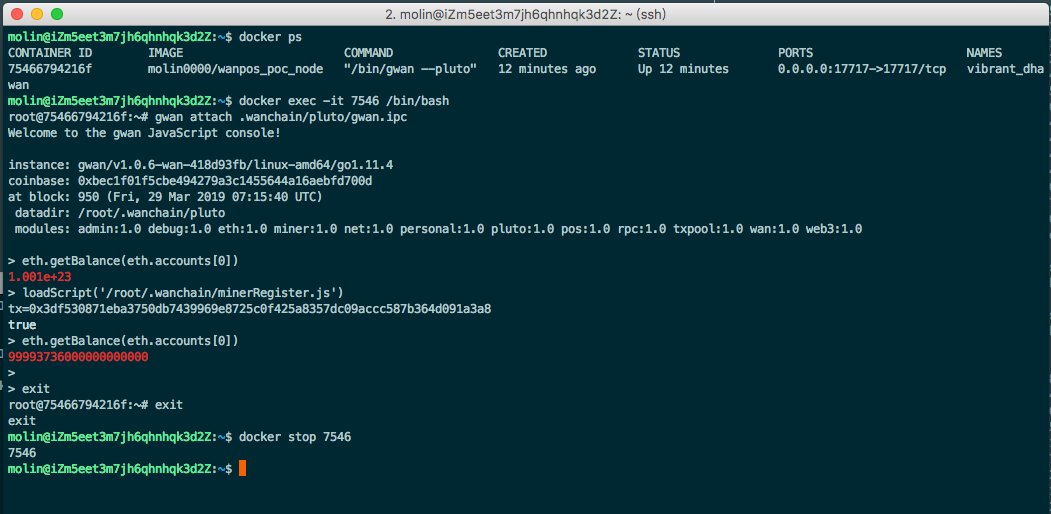 2. molin@iZm5eet3m7jh6qhnhqk3d2Z: ~ (ssh)
molin@iZm5eet3m7jh6qhnhqk3d2Z:~$ docker ps
CONTAINER ID        IMAGE                       COMMAND                CREATED             STATUS              PORTS                      NAMES
75466794216f        molin0000/wanpos_poc_node   "/bin/gwan --pluto"   12 minutes ago      Up 12 minutes       0.0.0.0:17717->17717/tcp   vibrant_dha
wan
molin@iZm5eet3m7jh6qhnhqk3d2Z:~$ docker exec -it 7546 /bin/bash
root@75466794216f:~# gwan attach .wanchain/pluto/gwan.ipc
Welcome to the gwan JavaScript console!
instance: gwan/v1.0.6-wan-418d93fb/linux-amd64/go1.11.4
coinbase: 0xbec1f01f5cbe494279a3c1455644a16aebfd700d
at block: 950 (Fri, 29 Mar 2019 07:15:40 UTC)
 datadir: /root/.wanchain/pluto
 modules: admin:1.0 debug:1.0 eth:1.0 miner:1.0 net:1.0 personal:1.0 pluto:1.0 pos:1.0 rpc:1.0 txpool:1.0 wan:1.0 web3:1.0
> eth.getBalance(eth.accounts[0])
1.001e+23
> loadScript('/root/.wanchain/minerRegister.js')
tx=0x3df530871eba3750db7439969e8725c0f425a8357dc09accc587b364d091a3a8
true
> eth.getBalance(eth.accounts[0])
99993736000000000000
>
> exit
root@75466794216f:~# exit
exit
molin@iZm5eet3m7jh6qhnhqk3d2Z:~$ docker stop 7546
7546
molin@iZm5eet3m7jh6qhnhqk3d2Z:~$